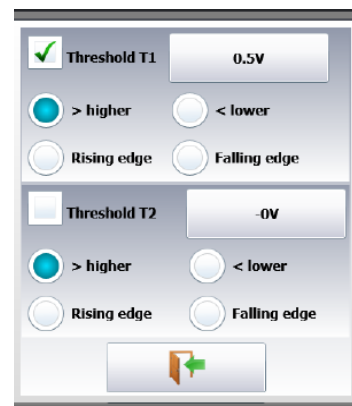 Threshold T1 0.5V
> higher < lower
Rising edge Falling edge
Threshold T2 -0V
> higher < lower
Rising edge Falling edge